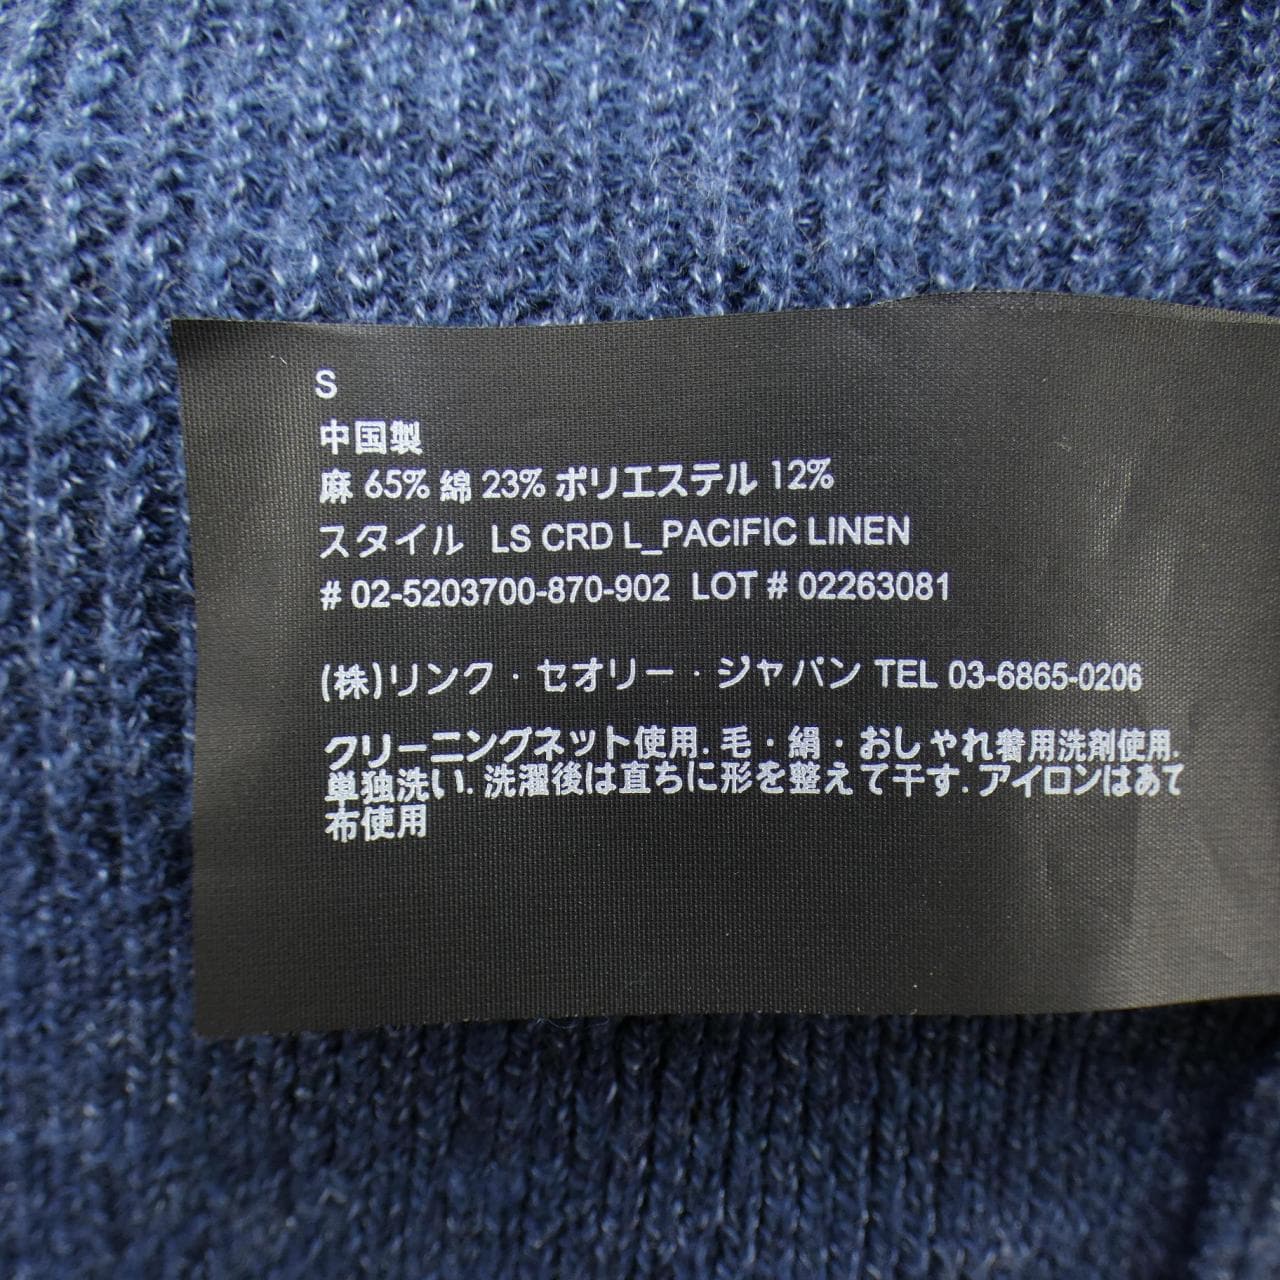 S
中国製
麻 65% 綿 23% ポリエステル 12%
スタイル LS CRD L_PACIFIC LINEN
# 02-5203700-870-902 LOT # 02263081
(株)リンク・セオリー・ジャパン TEL 03-6865-0206
クリーニングネット使用. 毛・絹・おしゃれ着用洗剤使用.
単独洗い. 洗濯後は直ちに形を整えて干す. アイロンはあて
布使用